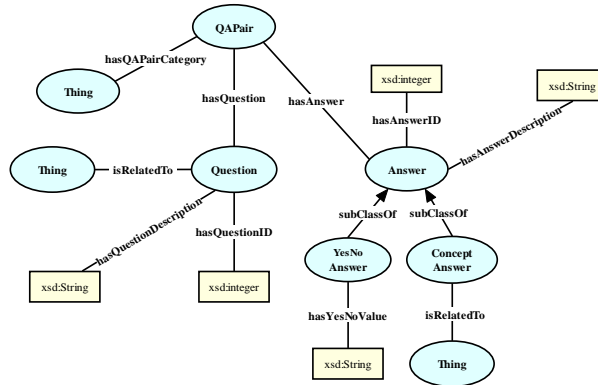 QAPair
hasQAPairCategory
Thing
hasQuestion
hasAnswer
xsd:integer
xsd:String
hasAnswerID
hasAnswerDescription
Thing
isRelatedTo
Question
Answer
hasQuestionDescription
hasQuestionID
subClassOf
subClassOf
YesNo
Answer
Concept
Answer
xsd:String
xsd:integer
hasYesNoValue
isRelatedTo
xsd:String
Thing